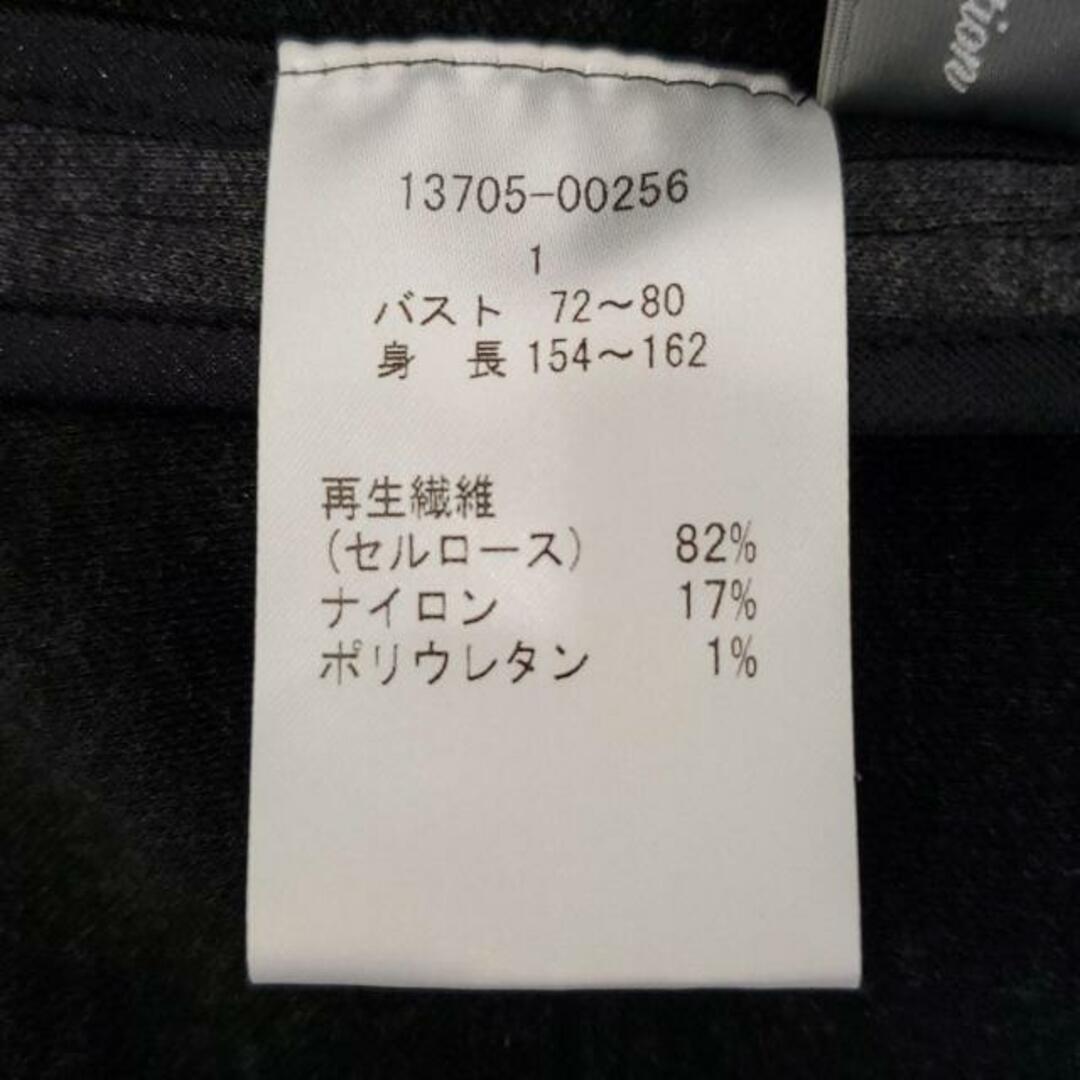 13705-00256
1
バスト 72～80
身 長 154～162
再生繊維
(セルロース) 82%
ナイロン 17%
ポリウレタン 1%